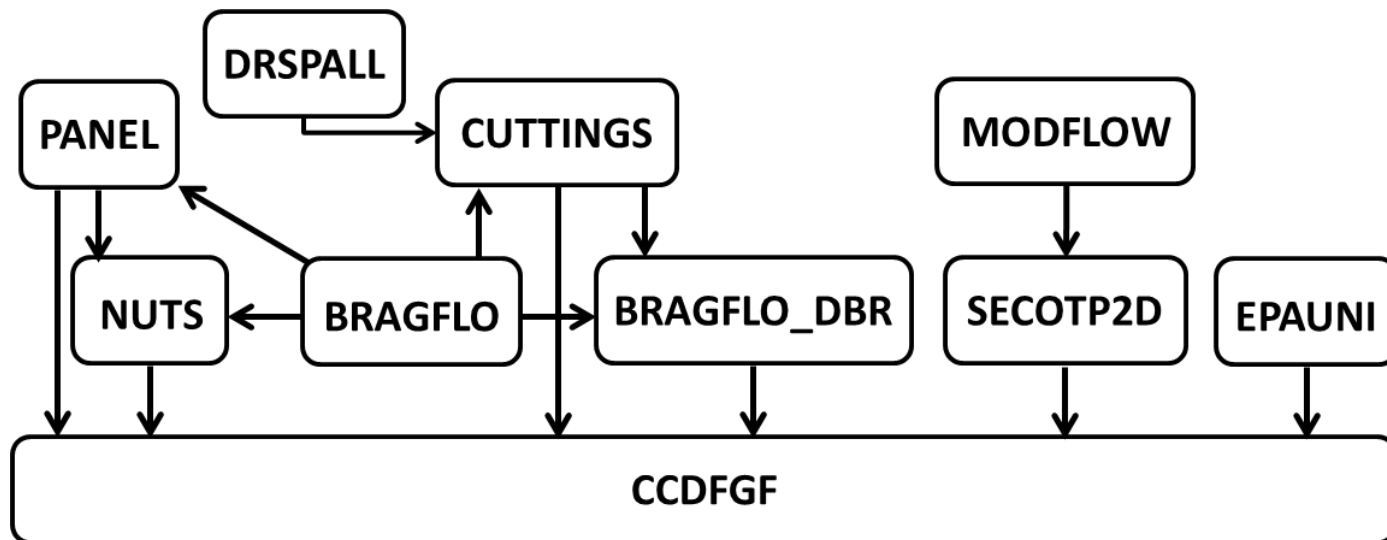 DRSPALL
PANEL
CUTTINGS
MODFLOW
NUTS
BRAGFLO
BRAGFLO_DBR
SECOTP2D
EPAUNI
CCDFGF